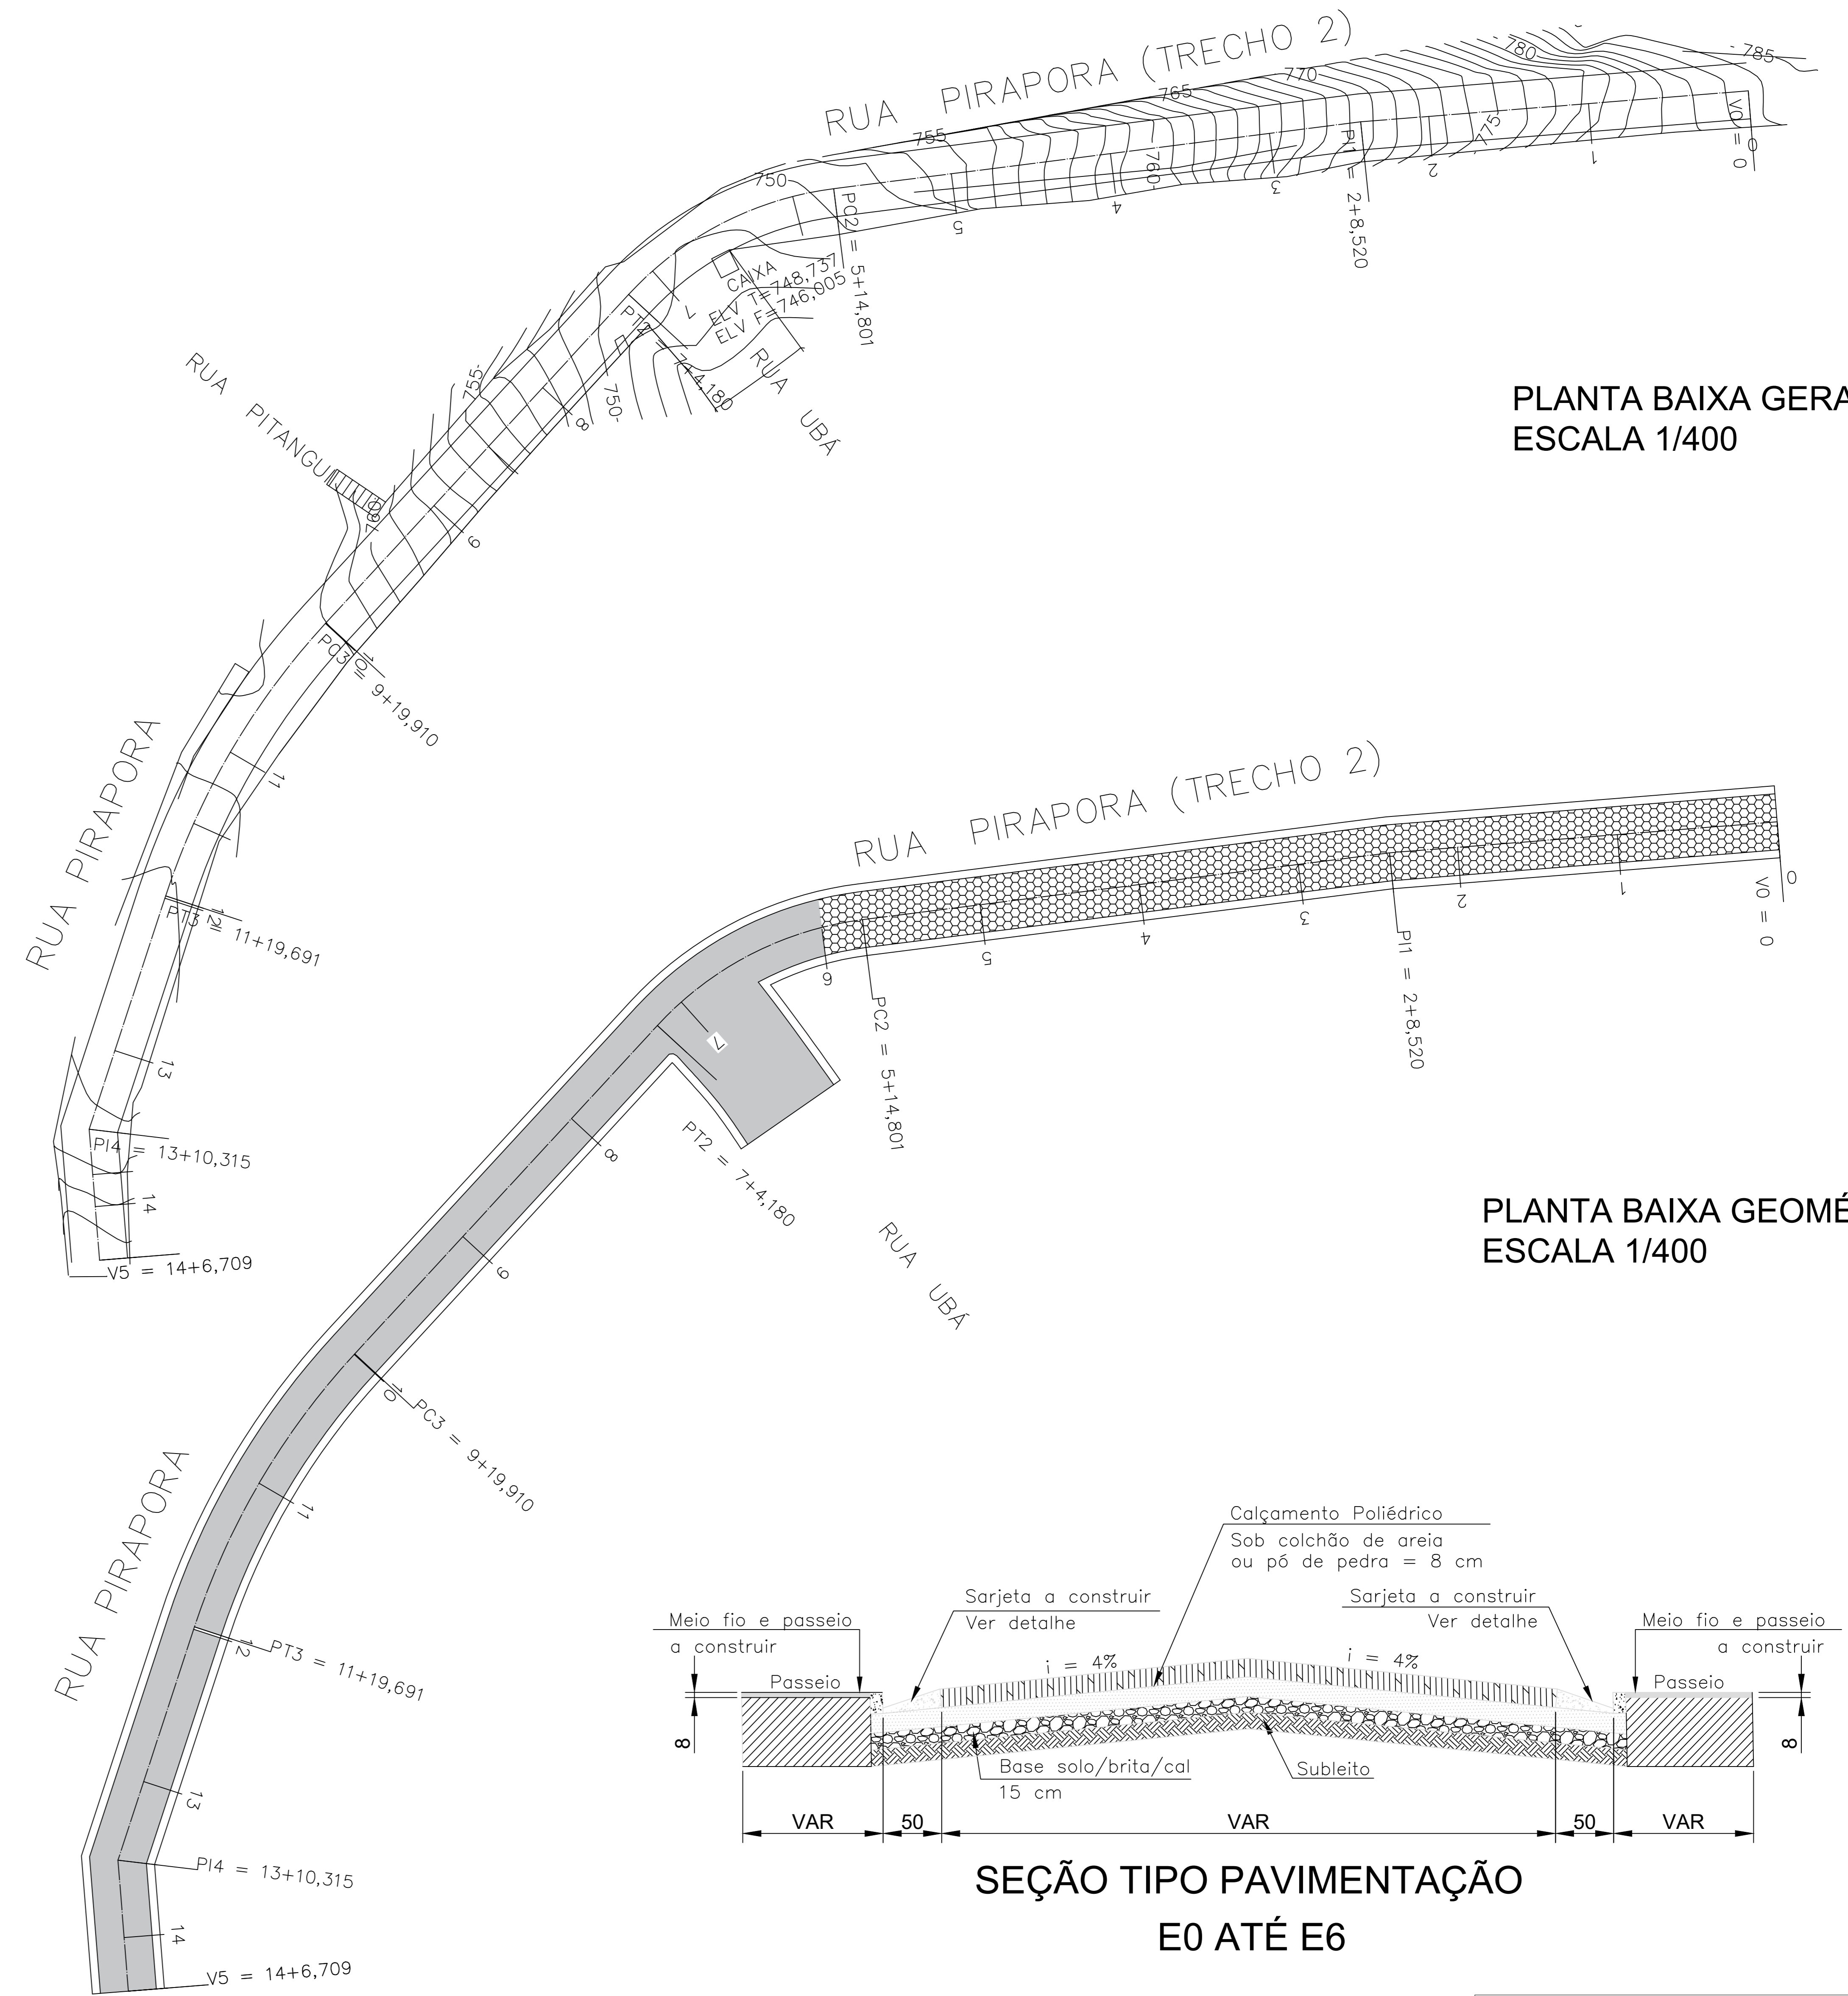 RUA PIRAPORA (TRECHO 2)
780
785
770
765
755
775
760
750
V0 = 0
0
1
2
PI1 = 2+8,520
3
4
5
PC2 = 5+14,801
CAIXA
ELV T=748,737
ELV F=746,005
7
PT2 = 7+4,180
RUA UBÁ
750
755
8
RUA PITANGUI
760
9
PC3 = 9+19,910
10
11
RUA PIRAPORA
PT3 = 11+19,691
12
13
PI4 = 13+10,315
14
V5 = 14+6,709
PLANTA BAIXA GERA
ESCALA 1/400
RUA PIRAPORA (TRECHO 2)
0
V0 = 0
1
2
PI1 = 2+8,520
3
4
5
PC2 = 5+14,801
6
7
PT2 = 7+4,180
RUA UBÁ
8
9
10
PC3 = 9+19,910
11
RUA PIRAPORA
12
PT3 = 11+19,691
13
PI4 = 13+10,315
14
V5 = 14+6,709
PLANTA BAIXA GEOMÉ
ESCALA 1/400
Calçamento Poliédrico
Sob colchão de areia
ou pó de pedra = 8 cm
Sarjeta a construir
Ver detalhe
Sarjeta a construir
Ver detalhe
Meio fio e passeio
a construir
Meio fio e passeio
a construir
i = 4%
i = 4%
Passeio
Passeio
8
8
Base solo/brita/cal
15 cm
Subleito
VAR
50
VAR
50
VAR
SEÇÃO TIPO PAVIMENTAÇÃO
E0 ATÉ E6